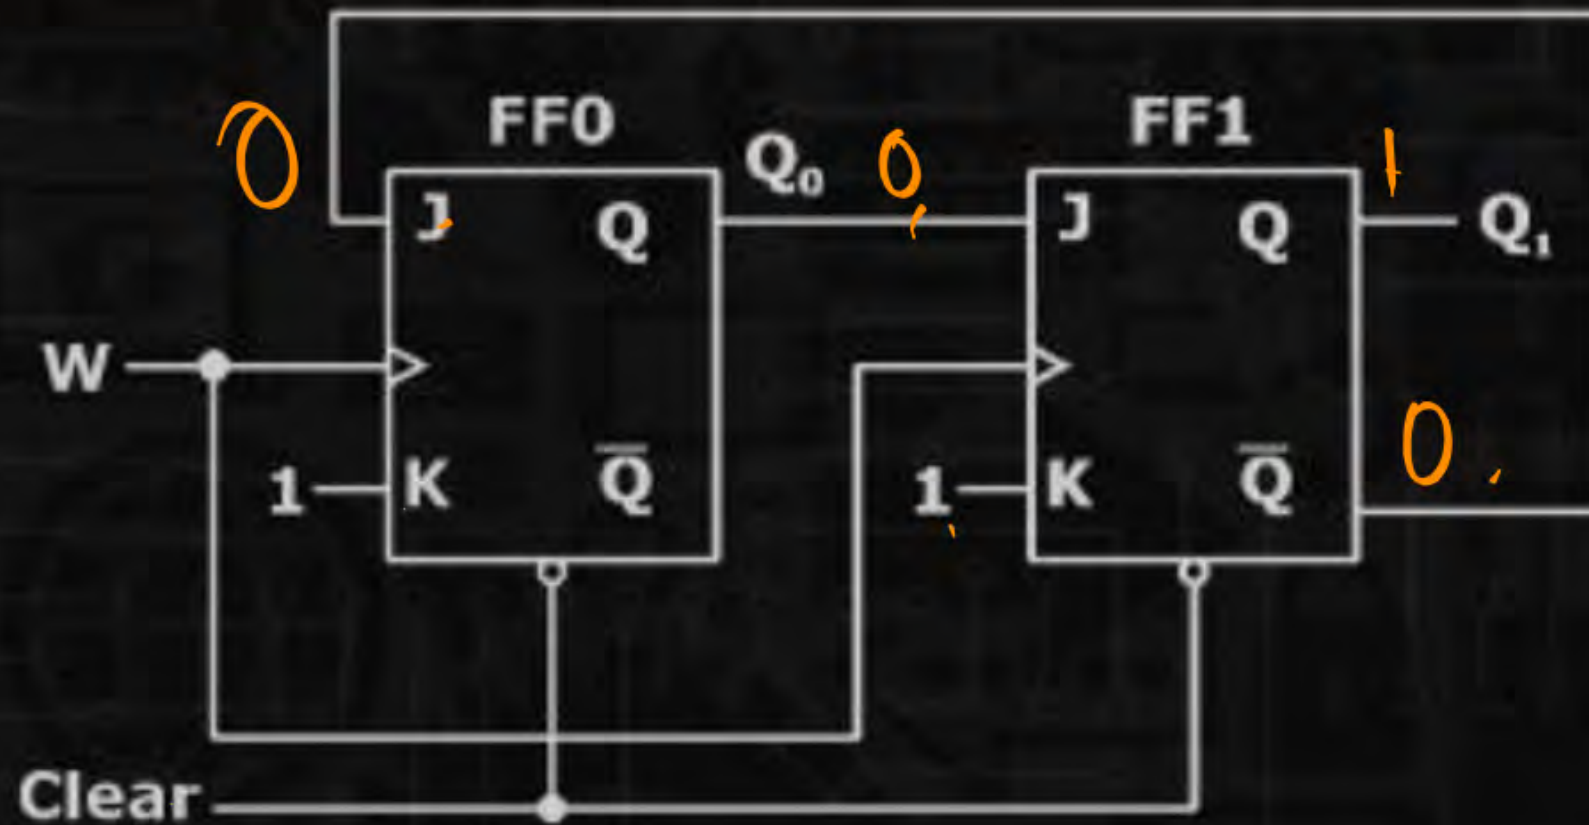 FF0 FF1
0 Q₀ 0 1
J Q J Q Q₁
W
0
1 K Q̅ 1 K Q̅
Clear